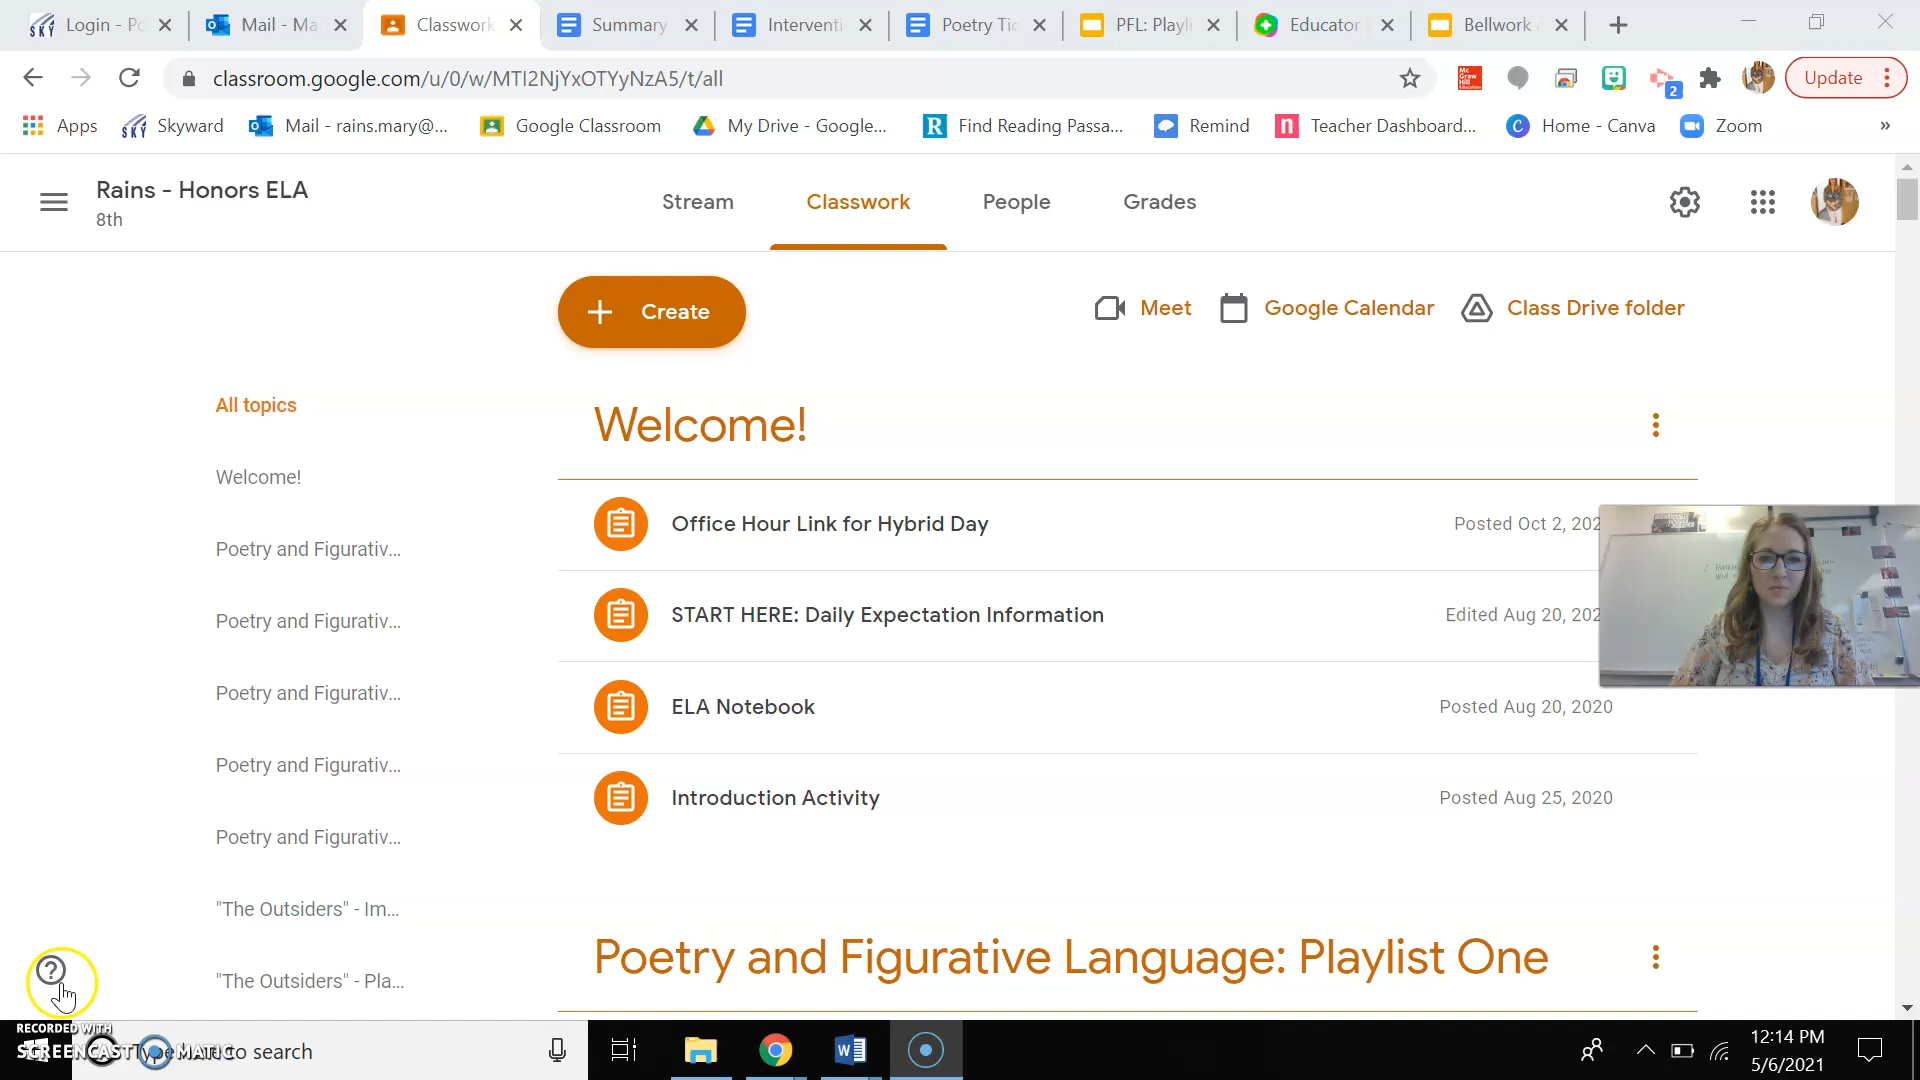 Login - Po
Mail - Ma
Classwork
Summary
Interventi
Poetry Tic
PFL: Playli
Educator
Bellwork
classroom.google.com/u/0/w/MTI2NjYxOTYyNzA5/t/all
2
Update
Apps
Skyward
Mail - rains.mary@...
Google Classroom
My Drive - Google...
Find Reading Passa...
Remind
Teacher Dashboard...
Home - Canva
Zoom
»
Rains - Honors ELA
8th
Stream
Classwork
People
Grades
Create
Meet
Google Calendar
Class Drive folder
All topics
Welcome!
Poetry and Figurativ...
Poetry and Figurativ...
Poetry and Figurativ...
Poetry and Figurativ...
Poetry and Figurativ...
"The Outsiders" - Im...
"The Outsiders" - Pla...
Welcome!
Office Hour Link for Hybrid Day
Posted Oct 2, 202
START HERE: Daily Expectation Information
Edited Aug 20, 202
ELA Notebook
Posted Aug 20, 2020
Introduction Activity
Posted Aug 25, 2020
Poetry and Figurative Language: Playlist One
RECORDED WITH
SCREENCAST MATIC
to search
12:14 PM
5/6/2021